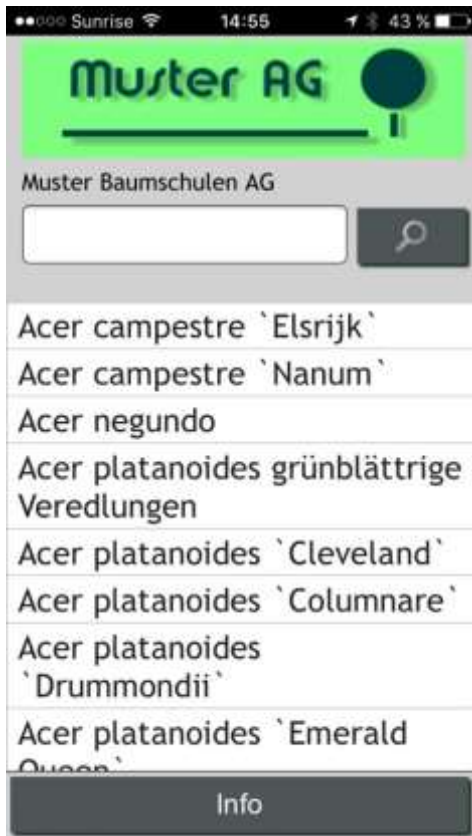 Sunrise 14:55 43 %
Muster AG
Muster Baumschulen AG
Acer campestre `Elsrijk`
Acer campestre `Nanum`
Acer negundo
Acer platanoides grünblättrige
Veredlungen
Acer platanoides `Cleveland`
Acer platanoides `Columnare`
Acer platanoides
`Drummondii`
Acer platanoides `Emerald
Queen`
Info